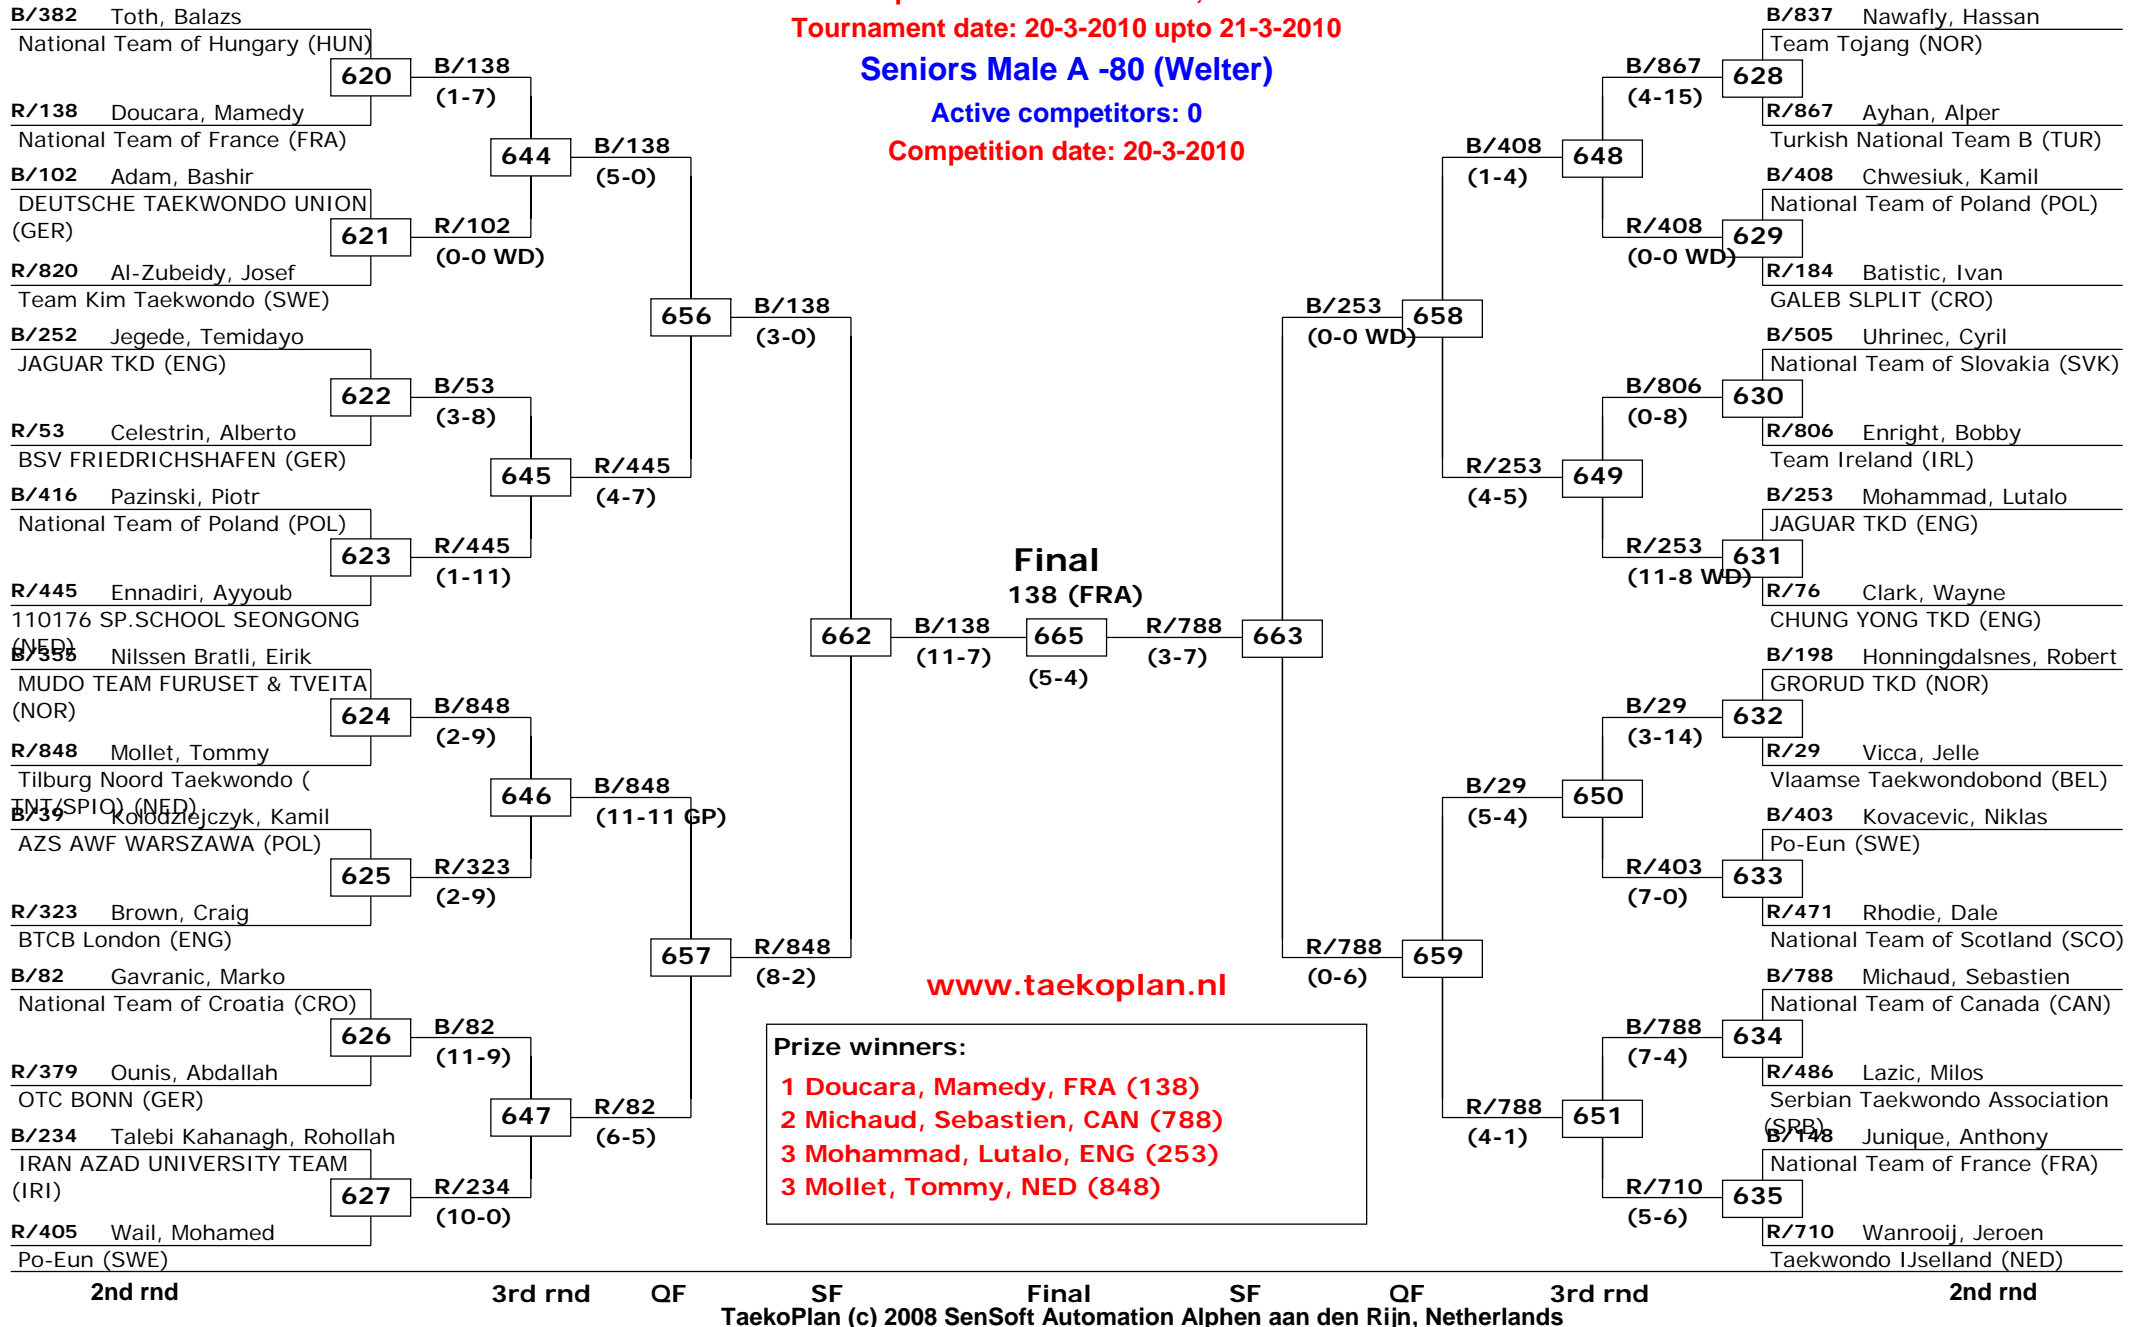 Tournament date: 20-3-2010 upto 21-3-2010
Seniors Male A -80 (Welter)
Active competitors: 0
Competition date: 20-3-2010
B/382 Toth, Balazs
National Team of Hungary (HUN)
620
R/138 Doucara, Mamedy
National Team of France (FRA)
B/102 Adam, Bashir
DEUTSCHE TAEKWONDO UNION
(GER)
621
R/820 Al-Zubeidy, Josef
Team Kim Taekwondo (SWE)
B/252 Jegede, Temidayo
JAGUAR TKD (ENG)
622
R/53 Celestrin, Alberto
BSV FRIEDRICHSHAFEN (GER)
B/416 Pazinski, Piotr
National Team of Poland (POL)
623
R/445 Ennadiri, Ayyoub
110176 SP.SCHOOL SEONGONG
(NED)
B/355 Nilssen Bratli, Eirik
MUDO TEAM FURUSET & TVEITA
(NOR)
624
R/848 Mollet, Tommy
Tilburg Noord Taekwondo (
TNT/SPIO) (NED)
B/39 Kolodziejczyk, Kamil
AZS AWF WARSZAWA (POL)
625
R/323 Brown, Craig
BTCB London (ENG)
B/82 Gavranic, Marko
National Team of Croatia (CRO)
626
R/379 Ounis, Abdallah
OTC BONN (GER)
B/234 Talebi Kahanagh, Rohollah
IRAN AZAD UNIVERSITY TEAM
(IRI)
627
R/405 Wail, Mohamed
Po-Eun (SWE)
B/138
(1-7)
644
R/102
(0-0 WD)
B/53
(3-8)
645
R/445
(1-11)
B/848
(2-9)
646
R/323
(2-9)
B/82
(11-9)
647
R/234
(10-0)
B/138
(5-0)
656
R/445
(4-7)
B/848
(11-11 GP)
657
R/82
(6-5)
B/138
(3-0)
662
R/848
(8-2)
B/138
(11-7)
Final
138 (FRA)
665
(5-4)
R/788
(3-7)
663
B/253
(0-0 WD)
658
R/788
(0-6)
659
B/408
(1-4)
648
R/253
(4-5)
649
B/29
(5-4)
650
R/788
(4-1)
651
B/867
(4-15)
628
R/408
(0-0 WD)
629
B/806
(0-8)
630
R/253
(11-8 WD)
631
B/29
(3-14)
632
R/403
(7-0)
633
B/788
(7-4)
634
R/710
(5-6)
635
B/837 Nawafly, Hassan
Team Tojang (NOR)
R/867 Ayhan, Alper
Turkish National Team B (TUR)
B/408 Chwesiuk, Kamil
National Team of Poland (POL)
R/184 Batistic, Ivan
GALEB SLPLIT (CRO)
B/505 Uhrinec, Cyril
National Team of Slovakia (SVK)
R/806 Enright, Bobby
Team Ireland (IRL)
B/253 Mohammad, Lutalo
JAGUAR TKD (ENG)
R/76 Clark, Wayne
CHUNG YONG TKD (ENG)
B/198 Honningdalsnes, Robert
GRORUD TKD (NOR)
R/29 Vicca, Jelle
Vlaamse Taekwondobond (BEL)
B/403 Kovacevic, Niklas
Po-Eun (SWE)
R/471 Rhodie, Dale
National Team of Scotland (SCO)
B/788 Michaud, Sebastien
National Team of Canada (CAN)
R/486 Lazic, Milos
Serbian Taekwondo Association
(SRB)
B/148 Junique, Anthony
National Team of France (FRA)
R/710 Wanrooij, Jeroen
Taekwondo IJselland (NED)
www.taekoplan.nl
Prize winners:
1 Doucara, Mamedy, FRA (138)
2 Michaud, Sebastien, CAN (788)
3 Mohammad, Lutalo, ENG (253)
3 Mollet, Tommy, NED (848)
2nd rnd 3rd rnd QF SF Final SF QF 3rd rnd 2nd rnd
TaekoPlan (c) 2008 SenSoft Automation Alphen aan den Rijn, Netherlands